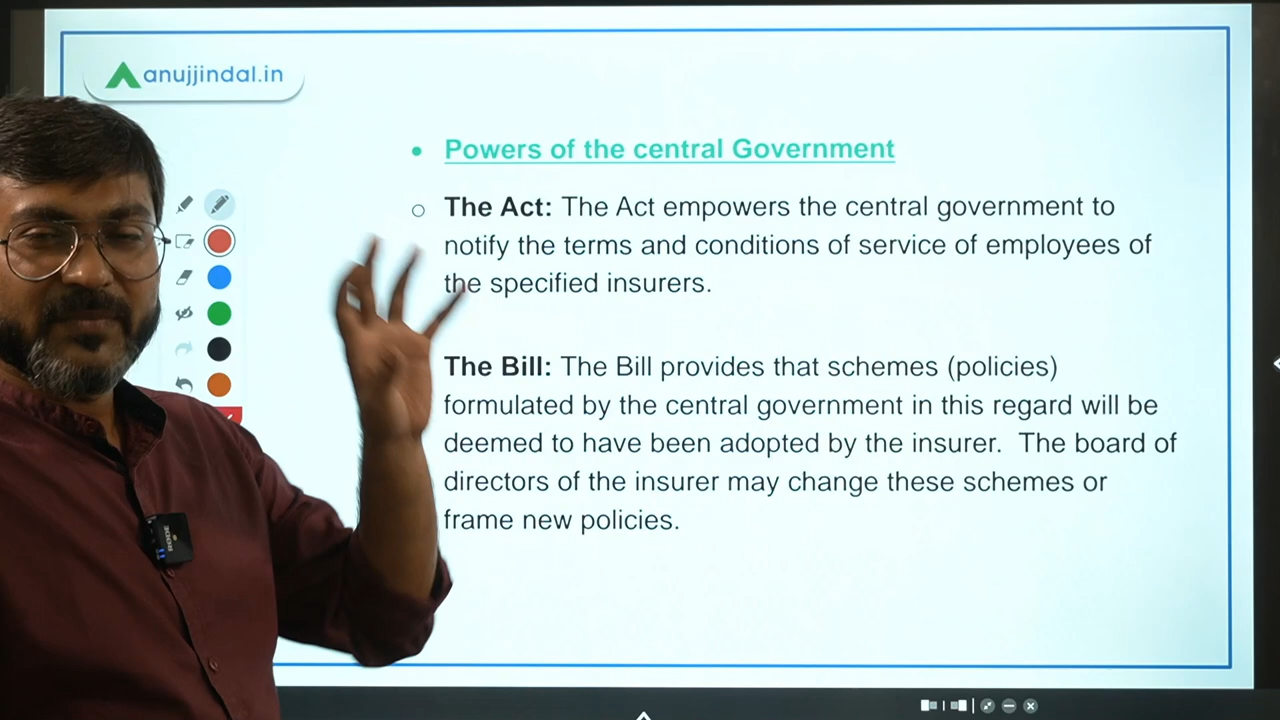 anujjindal.in
• Powers of the central Government
○ The Act: The Act empowers the central government to
notify the terms and conditions of service of employees of
the specified insurers.
The Bill: The Bill provides that schemes (policies)
formulated by the central government in this regard will be
deemed to have been adopted by the insurer. The board of
directors of the insurer may change these schemes or
frame new policies.